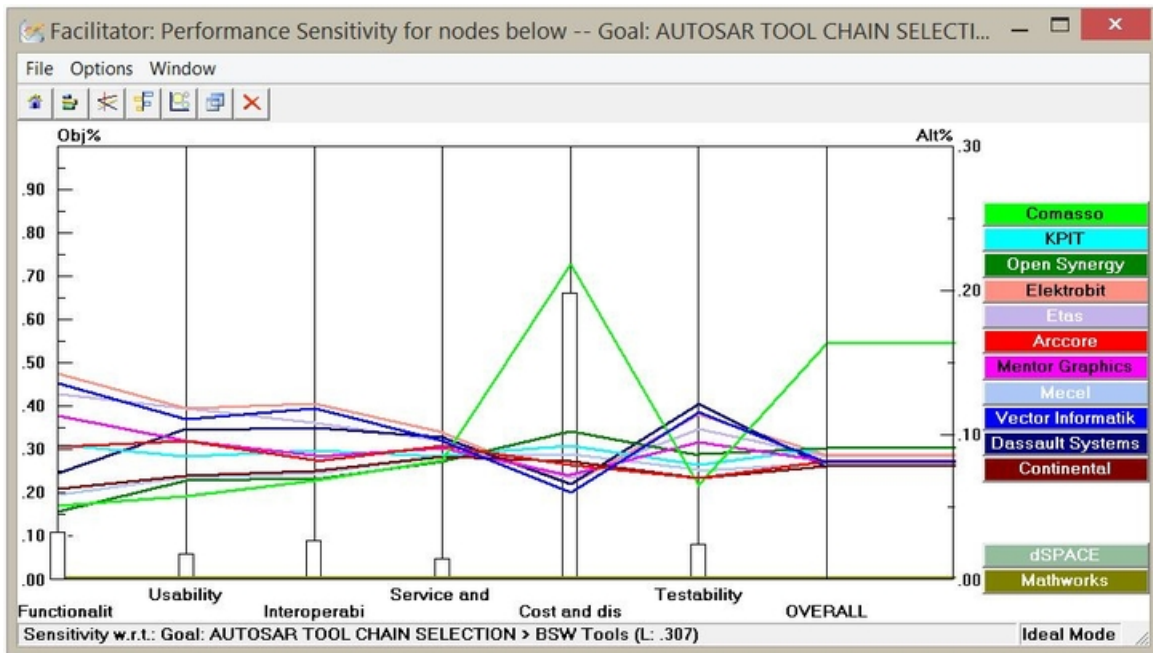 Facilitator: Performance Sensitivity for nodes below -- Goal: AUTOSAR TOOL CHAIN SELECTI...
File Options Window
Obj% Alt%
.30
.90
.80
.70
.20
.60
.50
.40
.10
.30
.20
.10
.00 .00
Comasso
KPIT
Open Synergy
Elektrobit
Etas
Arccore
Mentor Graphics
Mecel
Vector Informatik
Dassault Systems
Continental
dSPACE
Mathworks
Usability Service and Testability
Functionalit Interoperabi Cost and dis OVERALL
Sensitivity w.r.t.: Goal: AUTOSAR TOOL CHAIN SELECTION > BSW Tools (L: .307) Ideal Mode